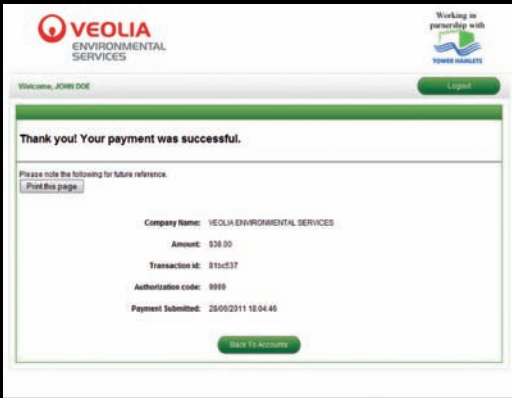 VEOLIA
ENVIRONMENTAL
SERVICES
Working in
partnership with
TOWER HAMLETS
Welcome, JOHN DOE
Logout
Thank you! Your payment was successful.
Please note the following for future reference.
Print this page
Company Name: VEOLIA ENVIRONMENTAL SERVICES
Amount: $38.00
Transaction id: 81bc537
Authorization code: 9999
Payment Submitted: 28/06/2011 18:04:46
Back To Accounts